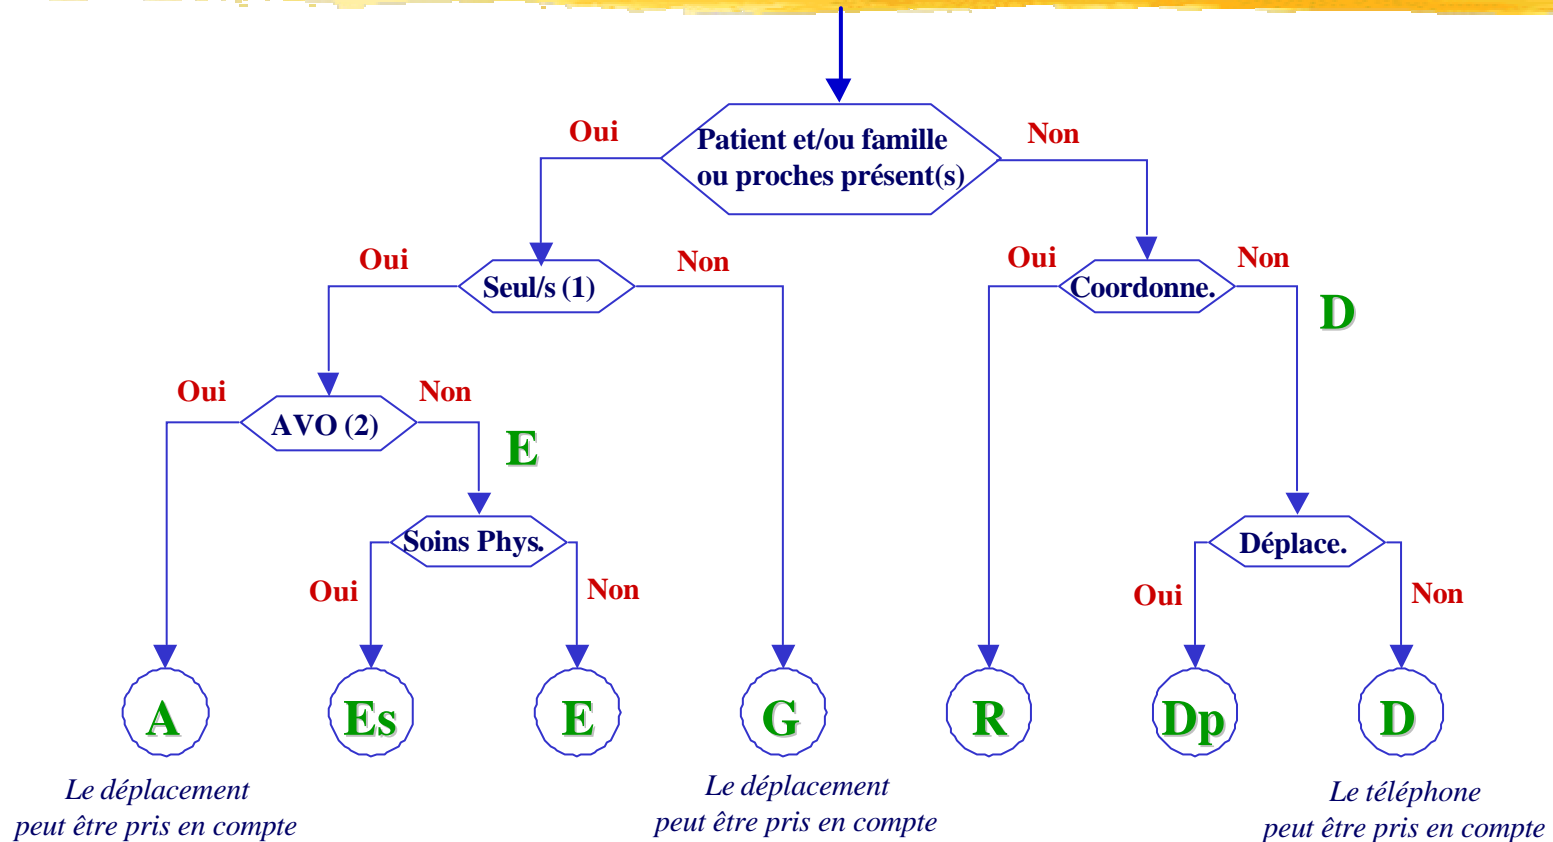 Oui
Patient et/ou famille
ou proches présent(s)
Non
Oui
Seul/s (1)
Non
Oui
Coordonne.
Non
D
Oui
AVO (2)
Non
E
Soins Phys.
Oui
Non
Déplace.
Oui
Non
A
Es
E
G
R
Dp
D
Le déplacement
peut être pris en compte
Le déplacement
peut être pris en compte
Le téléphone
peut être pris en compte